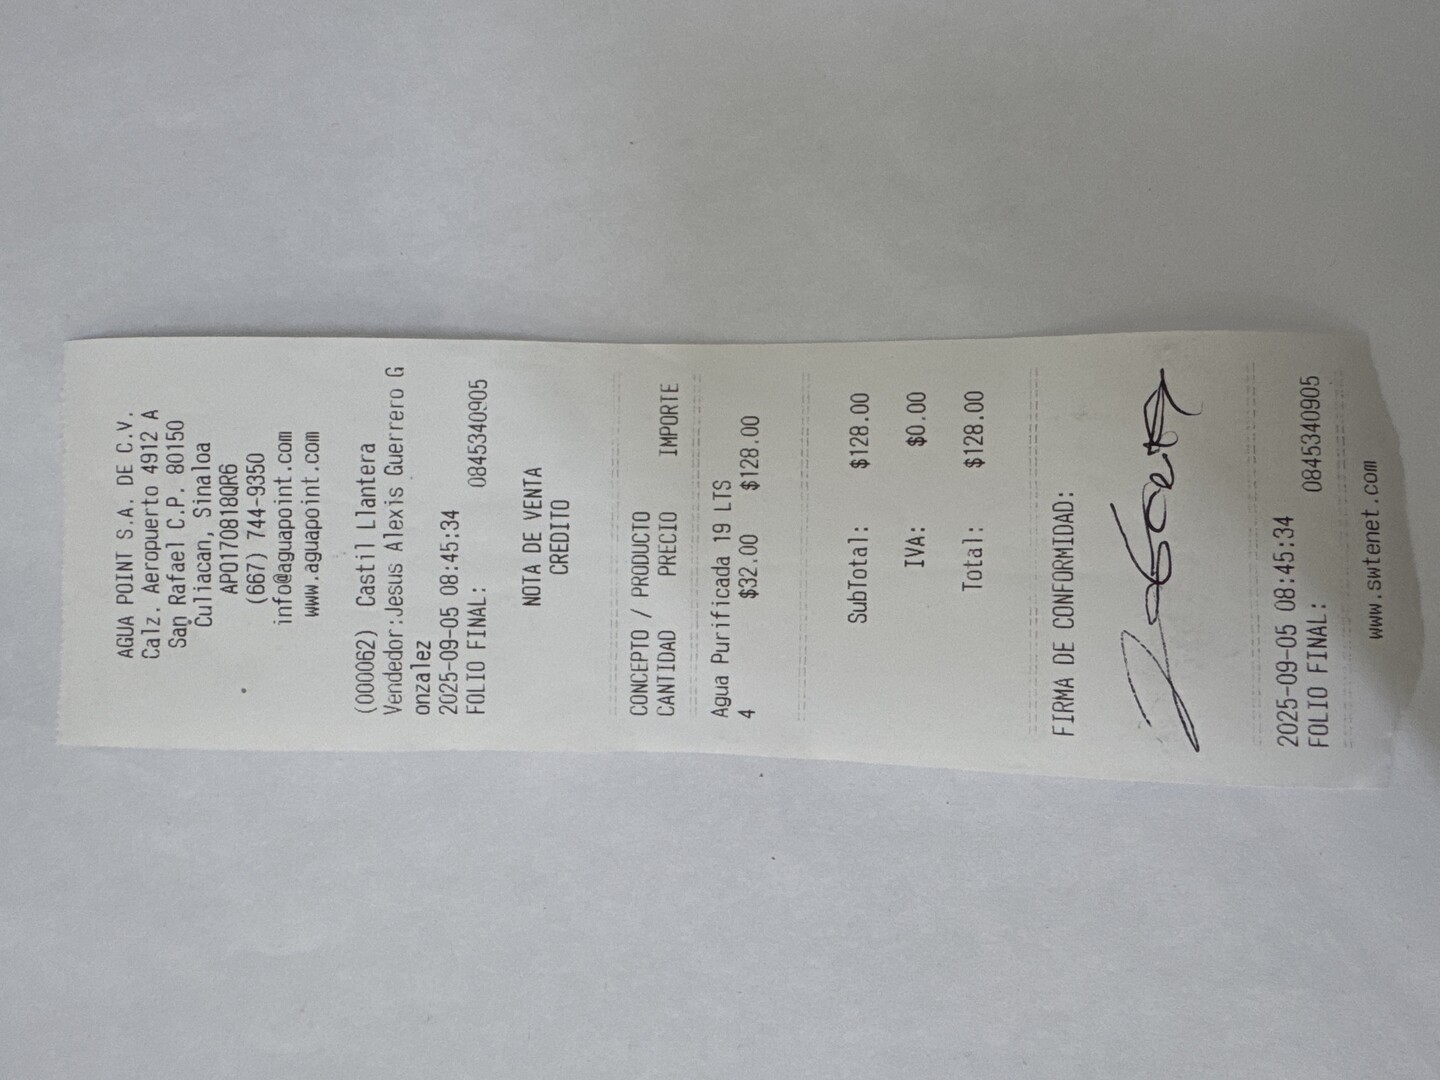 AGUA POINT S.A. DE C.V.
Calz. Aeropuerto 4912 A
San Rafael C.P. 80150
Culiacan, Sinaloa
APO170818QR6
(667) 744-9350
info@aguapoint.com
www.aguapoint.com
(000062) Castil Llantera
Vendedor:Jesus Alexis Guerrero G
onzalez
2025-09-05 08:45:34
FOLIO FINAL: 0845340905
NOTA DE VENTA
CREDITO
CONCEPTO / PRODUCTO
CANTIDAD PRECIO IMPORTE
Agua Purificada 19 LTS
4 $32.00 $128.00
SubTotal: $128.00
IVA: $0.00
Total: $128.00
FIRMA DE CONFORMIDAD:
2025-09-05 08:45:34
FOLIO FINAL: 0845340905
www.swtenet.com